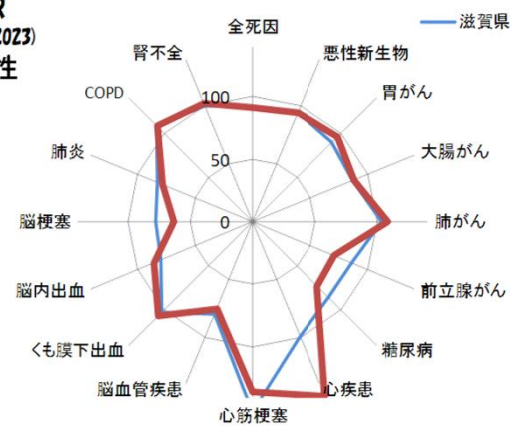 2023)
性
滋賀県
全死因
悪性新生物
胃がん
大腸がん
肺がん
前立腺がん
糖尿病
心疾患
心筋梗塞
脳血管疾患
くも膜下出血
脳内出血
脳梗塞
肺炎
COPD
腎不全
100
50
0